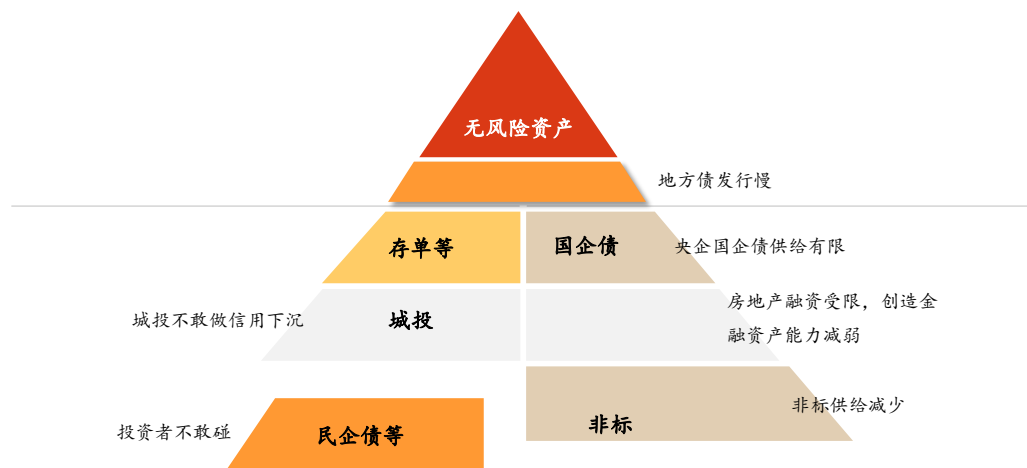 无风险资产
地方债发行慢
存单等
国企债
央企国企债供给有限
城投不敢做信用下沉
城投
房地产融资受限，创造金
融资产能力减弱
非标供给减少
非标
投资者不敢碰
民企债等